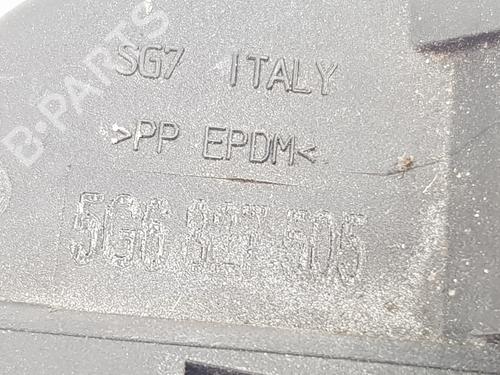 SG7 ITALY
>PP EPDM<
5G6 827 505
B-PARTS